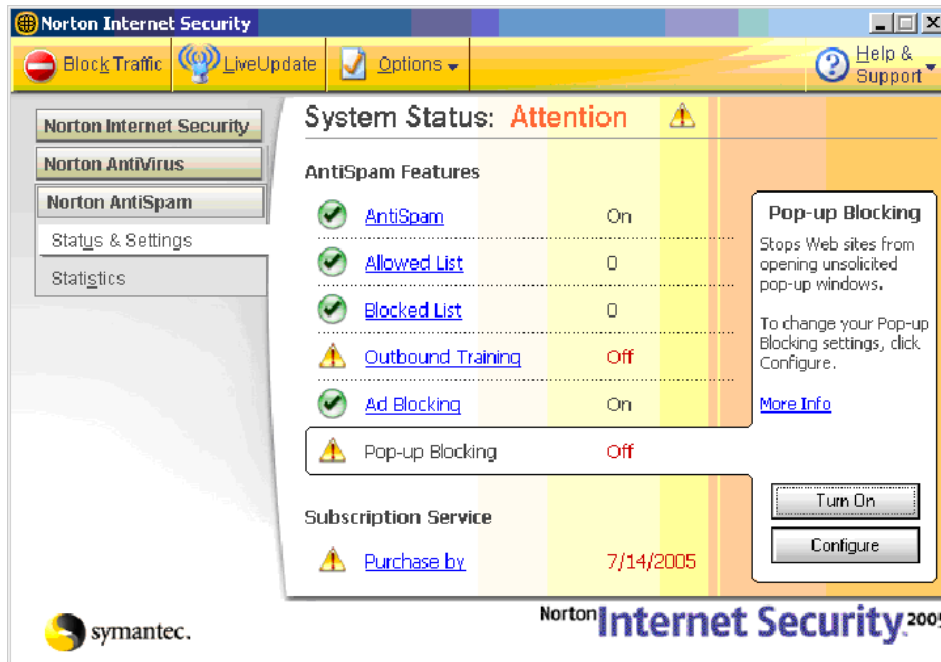 Norton Internet Security
Block Traffic
LiveUpdate
Options
Help &
Support
Norton Internet Security
Norton AntiVirus
Norton AntiSpam
Status & Settings
Statistics
System Status: Attention
AntiSpam Features
AntiSpam On
Allowed List 0
Blocked List 0
Outbound Training Off
Ad Blocking On
Pop-up Blocking Off
Subscription Service
Purchase by 7/14/2005
Pop-up Blocking
Stops Web sites from
opening unsolicited
pop-up windows.
To change your Pop-up
Blocking settings, click
Configure.
More Info
Turn On
Configure
symantec.
Norton Internet Security 2005